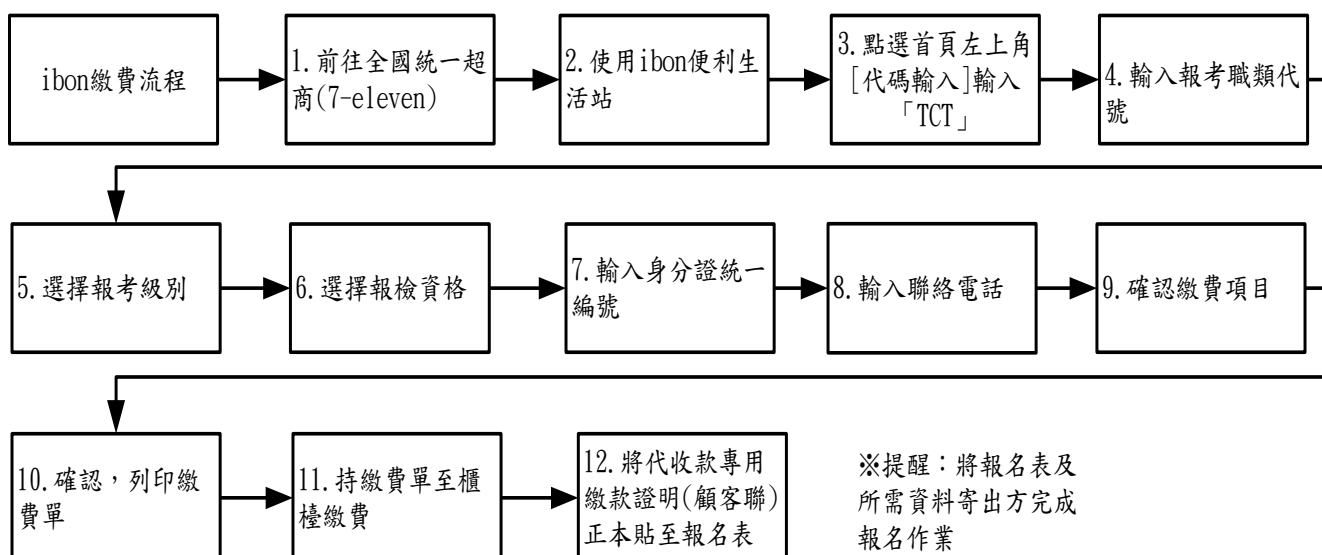 ibon繳費流程
1.前往全國統一超
商(7-eleven)
2.使用ibon便利生
活站
3.點選首頁左上角
[代碼輸入]輸入
「TCT」
4.輸入報考職類代
號
5.選擇報考級別
6.選擇報檢資格
7.輸入身分證統一
編號
8.輸入聯絡電話
9.確認繳費項目
10.確認，列印繳
費單
11.持繳費單至櫃
檯繳費
12.將代收款專用
繳款證明(顧客聯)
正本貼至報名表
※提醒：將報名表及
所需資料寄出方完成
報名作業